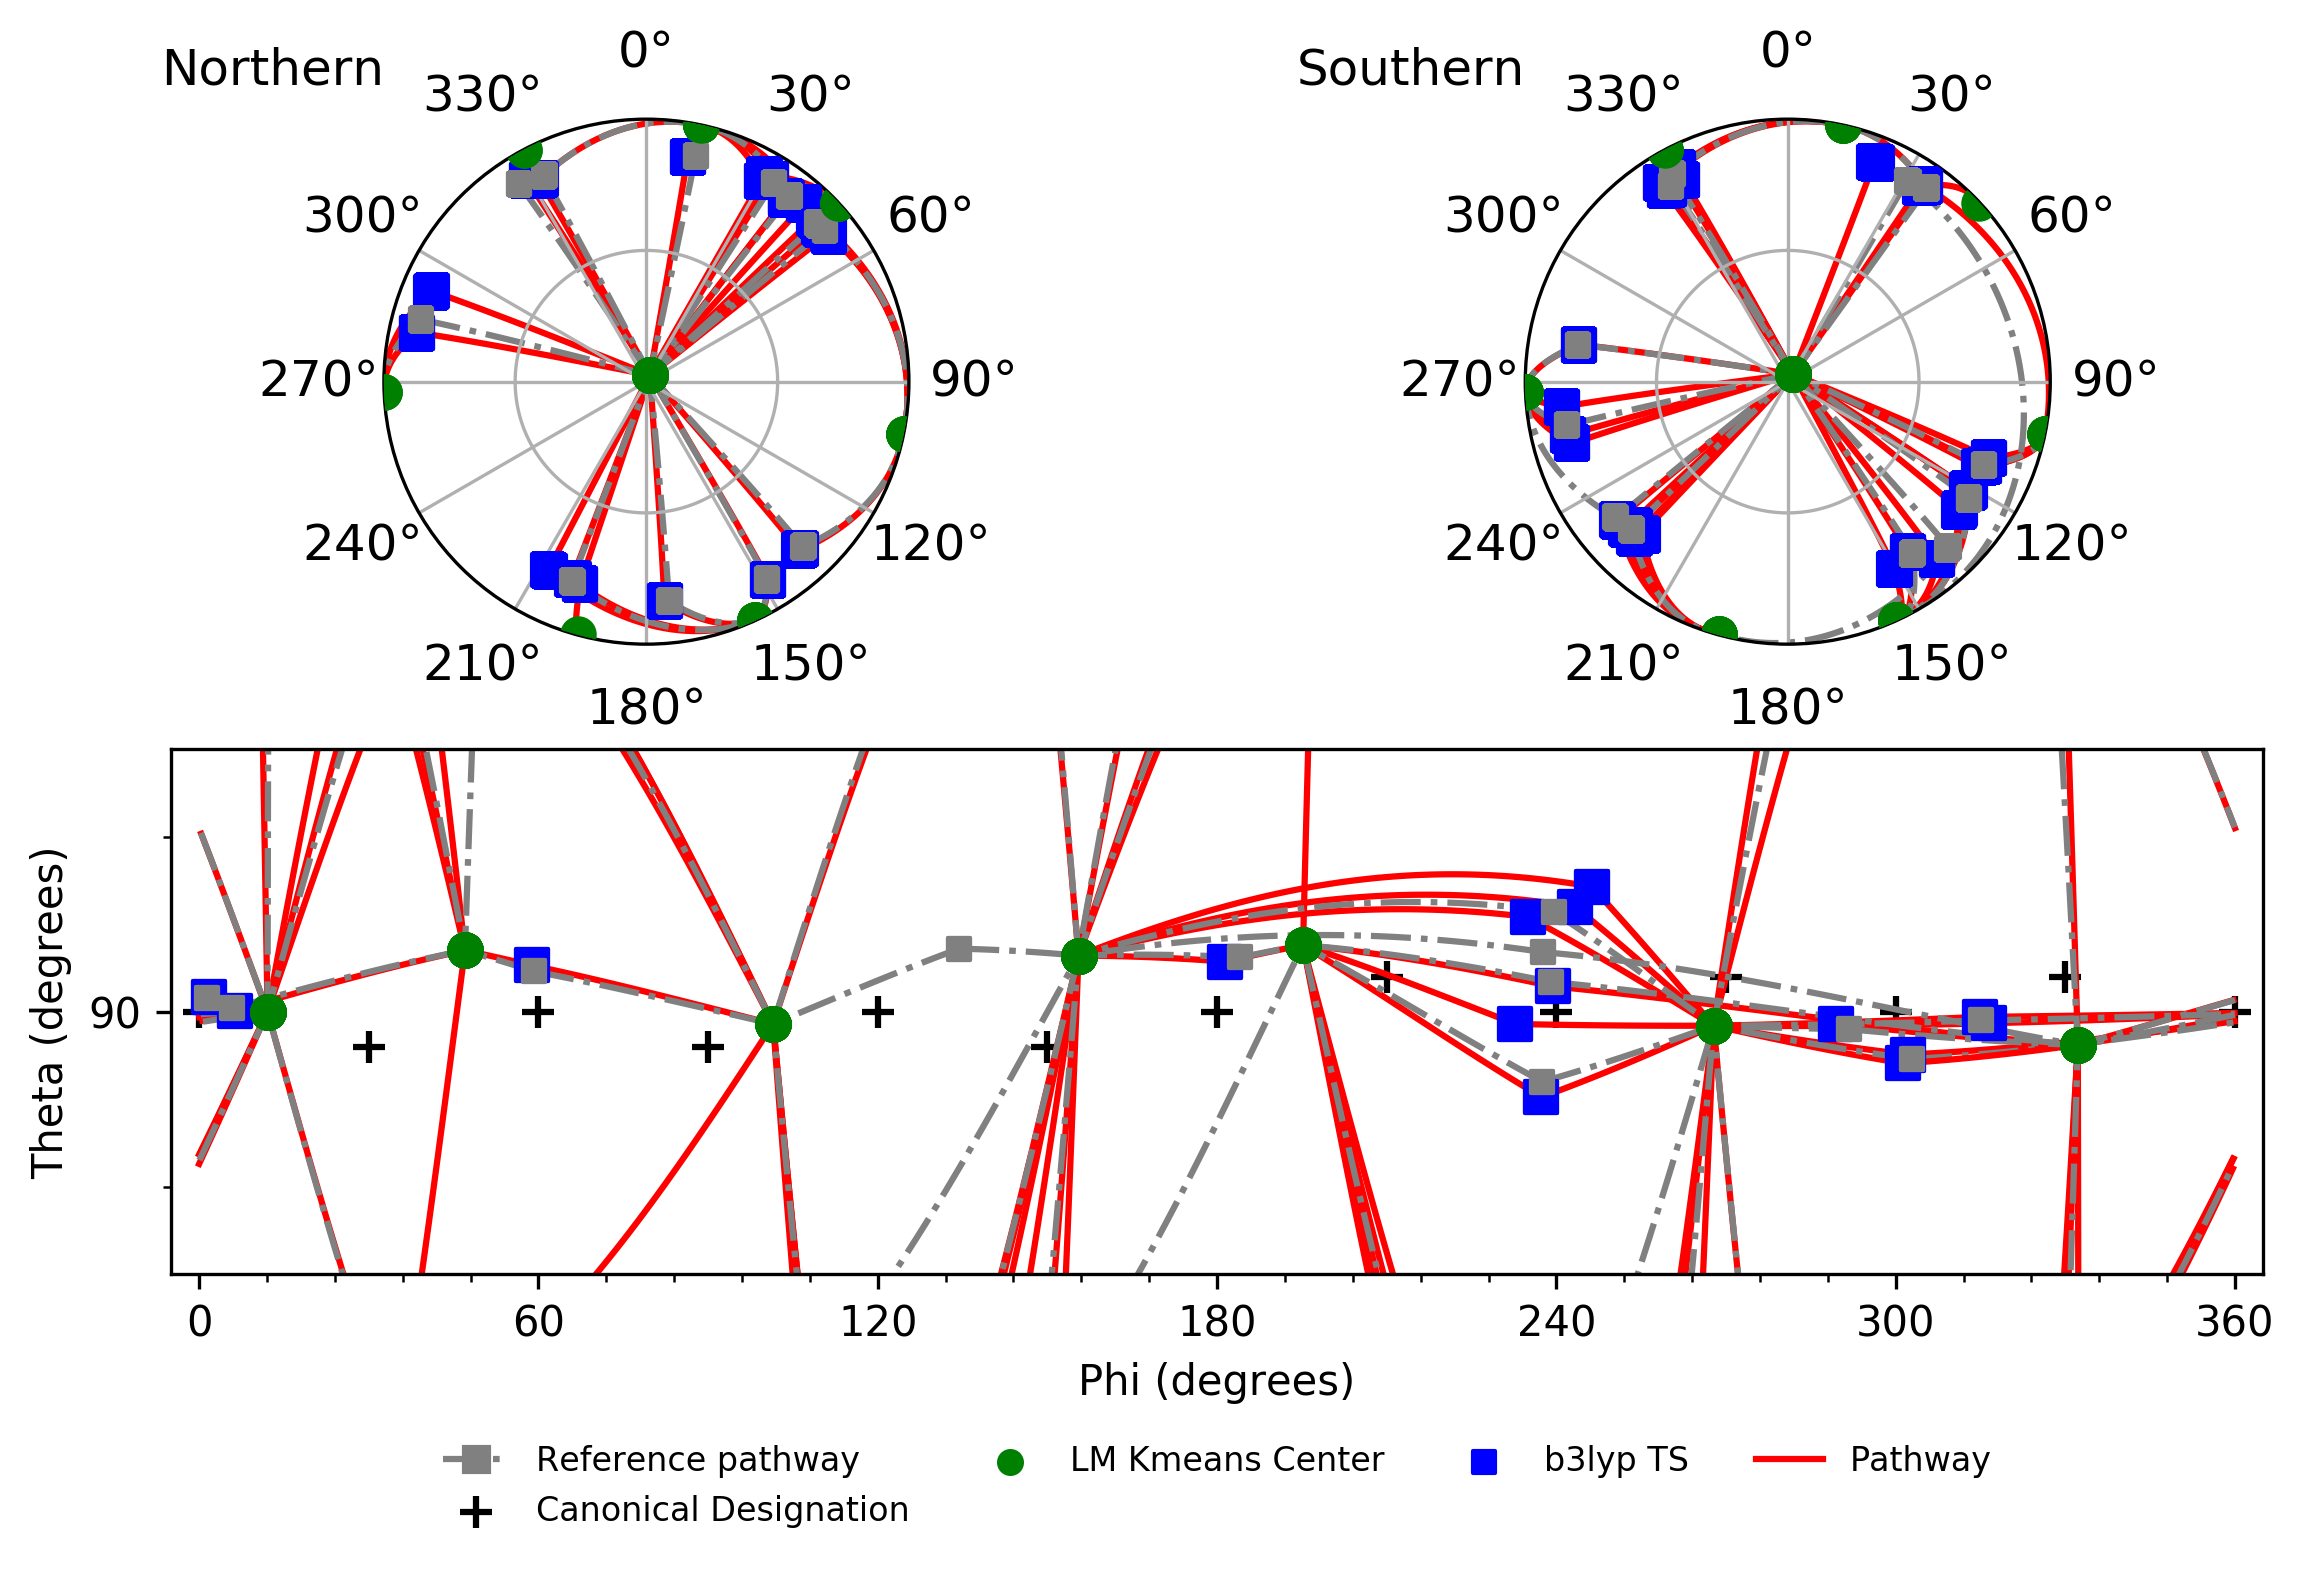 Northern
0°
30°
60°
90°
120°
150°
180°
210°
240°
270°
300°
330°
Southern
0°
30°
60°
90°
120°
150°
180°
210°
240°
270°
300°
330°
Theta (degrees)
90
0 60 120 180 240 300 360
Phi (degrees)
Reference pathway
Canonical Designation
LM Kmeans Center
b3lyp TS
Pathway